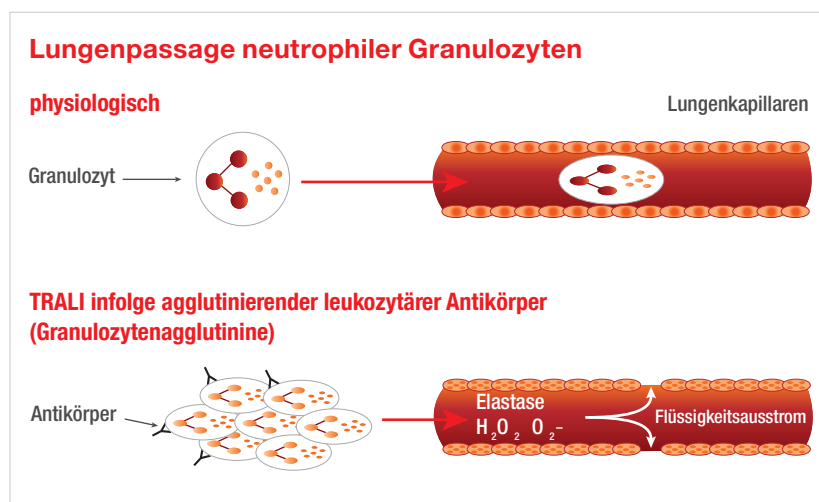 Lungenpassage neutrophiler Granulozyten
physiologisch
Lungenkapillaren
Granulozyt
TRALI infolge agglutinierender leukozytärer Antikörper
(Granulozytenagglutinine)
Antikörper
Elastase
H₂O₂ O₂−
Flüssigkeitsausstrom